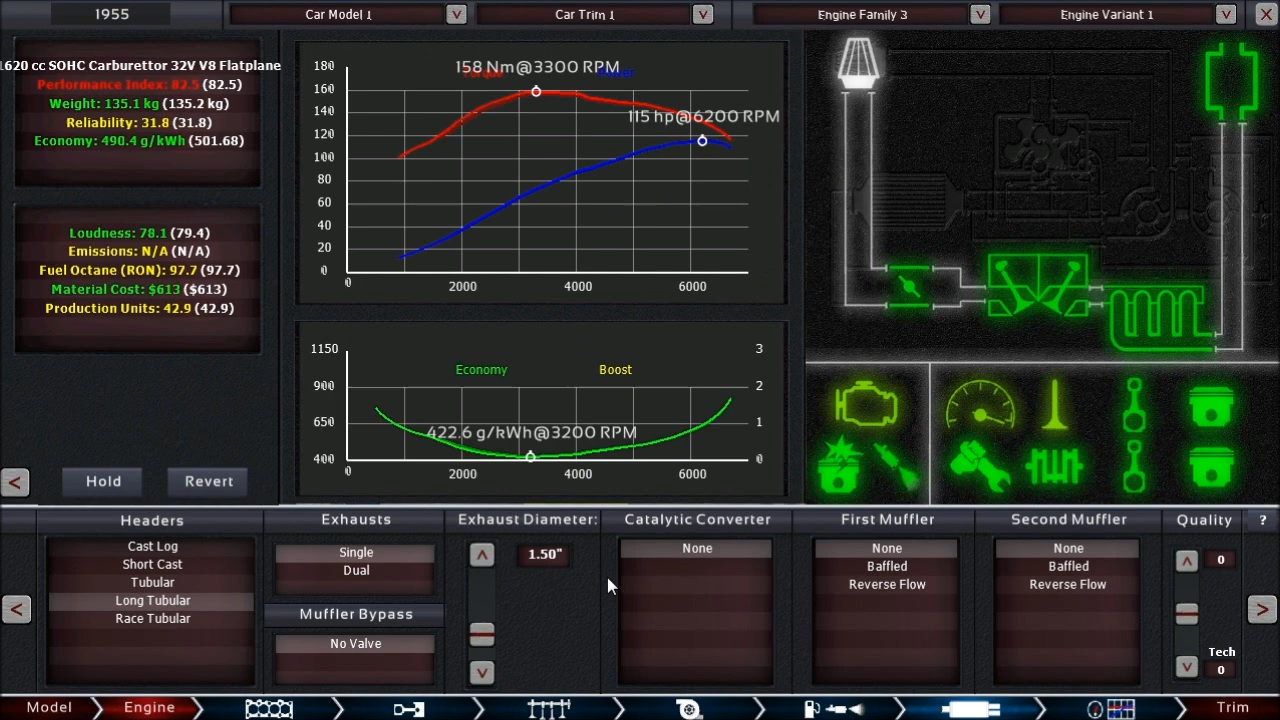 1955
Car Model 1
Car Trim 1
Engine Family 3
Engine Variant 1
1620 cc SOHC Carburettor 32V V8 Flatplane
Performance Index: 82.5 (82.5)
Weight: 135.1 kg (135.2 kg)
Reliability: 31.8 (31.8)
Economy: 490.4 g/kWh (501.68)
Loudness: 78.1 (79.4)
Emissions: N/A (N/A)
Fuel Octane (RON): 97.7 (97.7)
Material Cost: $613 ($613)
Production Units: 42.9 (42.9)
Hold
Revert
180
160
140
120
100
80
60
40
20
0
0
2000
4000
6000
Torque
Power
158 Nm@3300 RPM
115 hp@6200 RPM
1150
900
650
400
3
2
1
0
Economy
Boost
422.6 g/kWh@3200 RPM
0
2000
4000
6000
Headers
Cast Log
Short Cast
Tubular
Long Tubular
Race Tubular
Exhausts
Single
Dual
Muffler Bypass
No Valve
Exhaust Diameter:
1.50"
Catalytic Converter
None
First Muffler
None
Baffled
Reverse Flow
Second Muffler
None
Baffled
Reverse Flow
Quality
?
0
Tech
0
Model
Engine
Trim